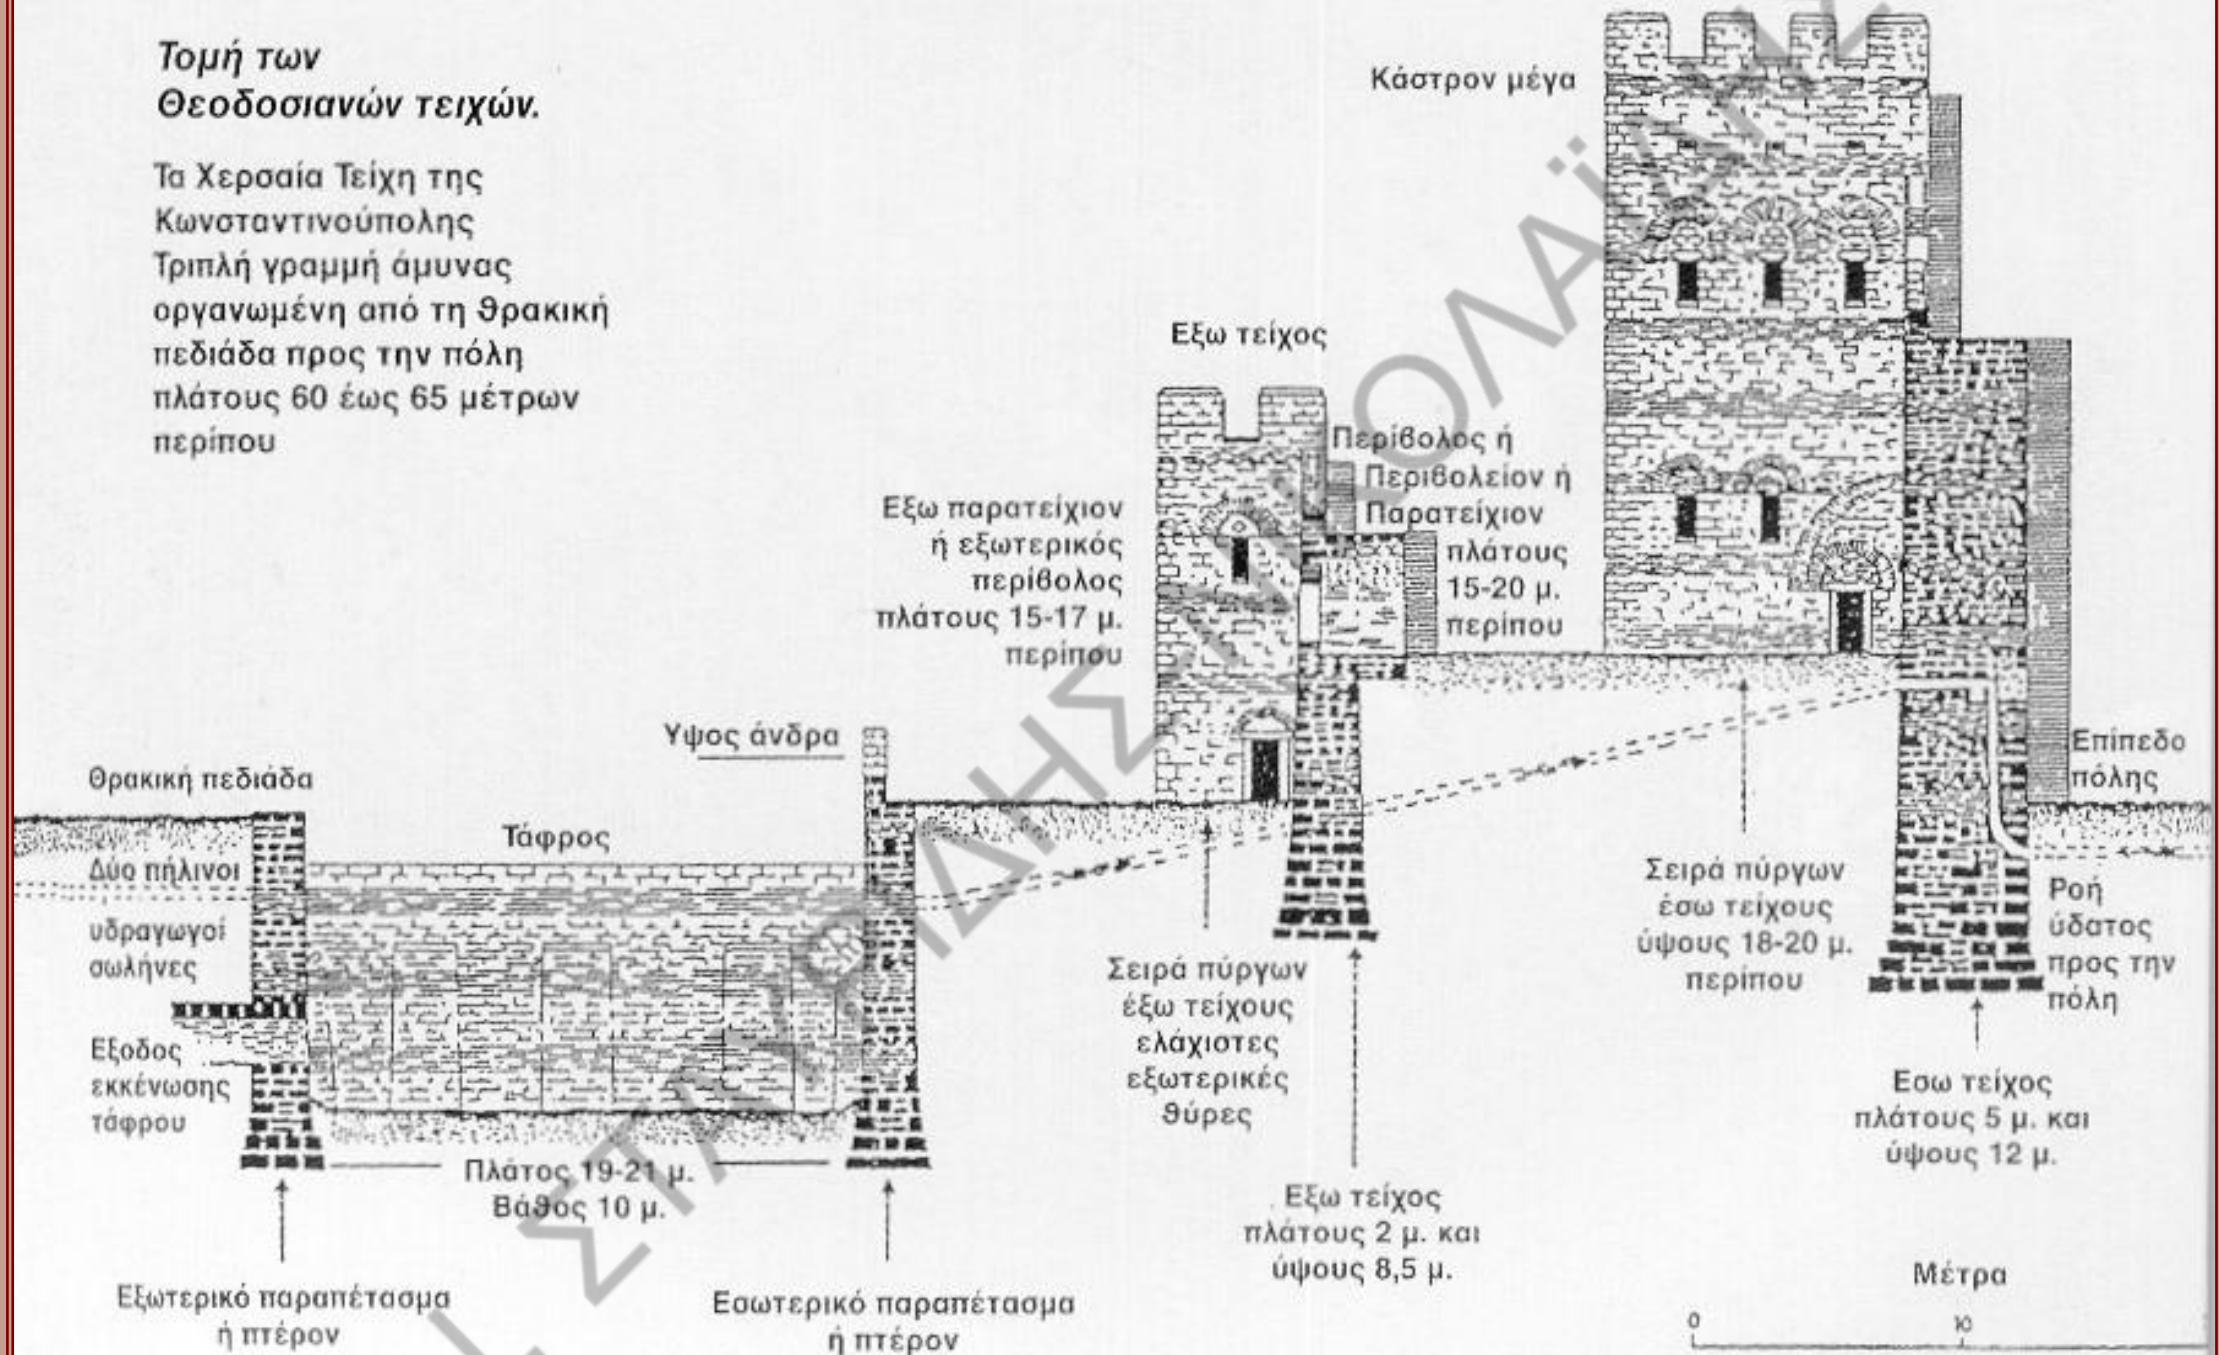 Τομή των
Θεοδοσιανών τειχών.
Τα Χερσαία Τείχη της
Κωνσταντινούπολης
Τριπλή γραμμή άμυνας
οργανωμένη από τη θρακική
πεδιάδα προς την πόλη
πλάτους 60 έως 65 μέτρων
περίπου
Κάστρον μέγα
Εξω τείχος
Περίβολος ή
Περιβολείον ή
Παρατείχιον
πλάτους
15-20 μ.
περίπου
Εξω παρατείχιον
ή εξωτερικός
περίβολος
πλάτους 15-17 μ.
περίπου
Υψος άνδρα
Θρακική πεδιάδα
Τάφρος
Δύο πήλινοι
υδραγωγοί
σωλήνες
Εξοδος
εκκένωσης
τάφρου
Πλάτος 19-21 μ.
Βάθος 10 μ.
Εξωτερικό παραπέτασμα
ή πτέρον
Εσωτερικό παραπέτασμα
ή πτέρον
Σειρά πύργων
έξω τείχους
ελάχιστες
εξωτερικές
θύρες
Εξω τείχος
πλάτους 2 μ. και
ύψους 8,5 μ.
Σειρά πύργων
έσω τείχους
ύψους 18-20 μ.
περίπου
Επίπεδο
πόλης
Ροή
ύδατος
προς την
πόλη
Εσω τείχος
πλάτους 5 μ. και
ύψους 12 μ.
Μέτρα
0 10